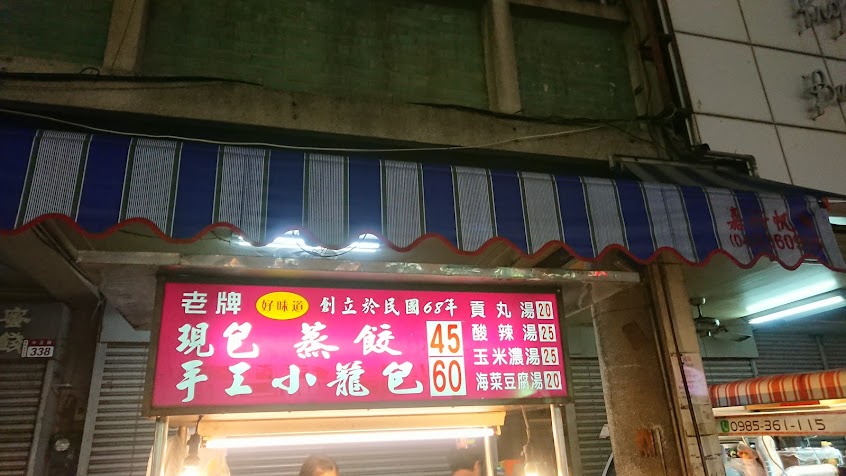 老牌 好味道 創立於民國68年
現包蒸餃 45
手工小籠包 60
貢丸湯 20
酸辣湯 25
玉米濃湯 25
海菜豆腐湯 20
338
0985-361-115